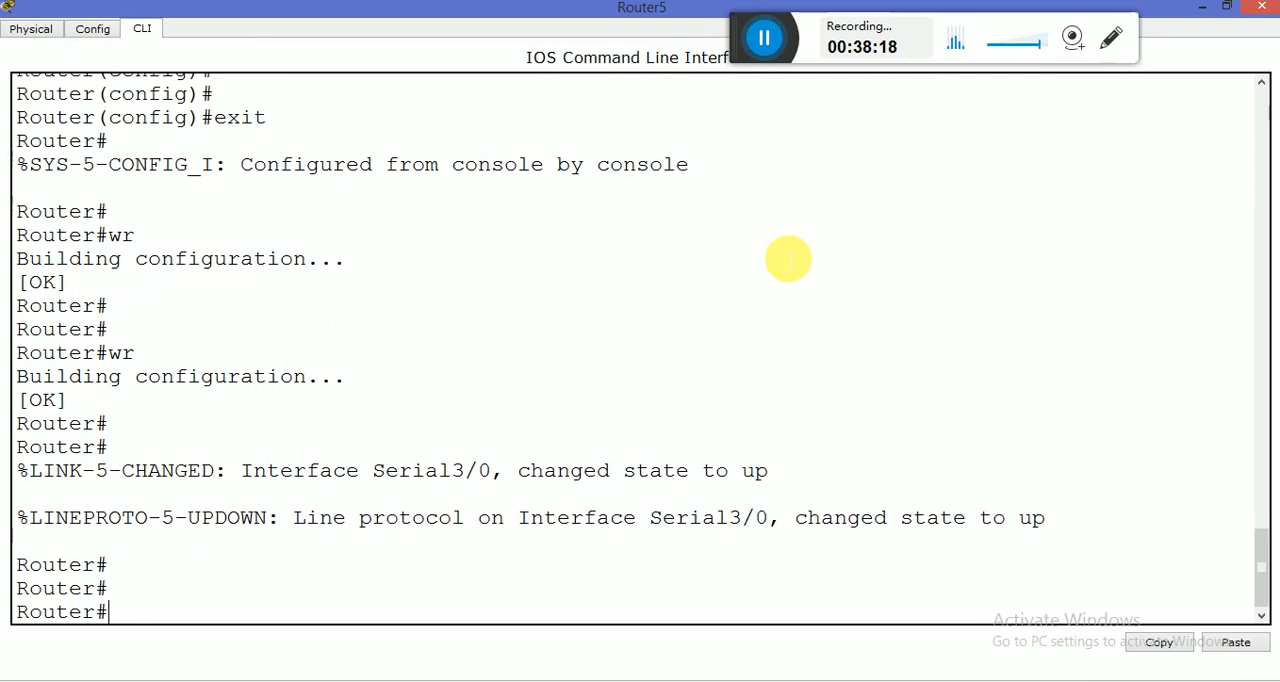 Router5
Physical
Config
CLI
Recording...
00:38:18
IOS Command Line Interf
Router(config)#
Router(config)#
Router(config)#exit
Router#
%SYS-5-CONFIG_I: Configured from console by console
Router#
Router#wr
Building configuration...
[OK]
Router#
Router#
Router#wr
Building configuration...
[OK]
Router#
Router#
%LINK-5-CHANGED: Interface Serial3/0, changed state to up
%LINEPROTO-5-UPDOWN: Line protocol on Interface Serial3/0, changed state to up
Router#
Router#
Router#
Activate Windows
Go to PC settings to activate Windows.
Copy
Paste